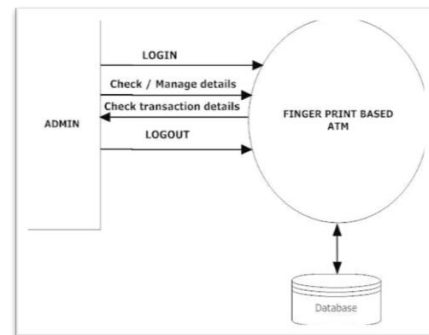 LOGIN
Check / Manage details
Check transaction details
ADMIN
LOGOUT
FINGER PRINT BASED
ATM
Database